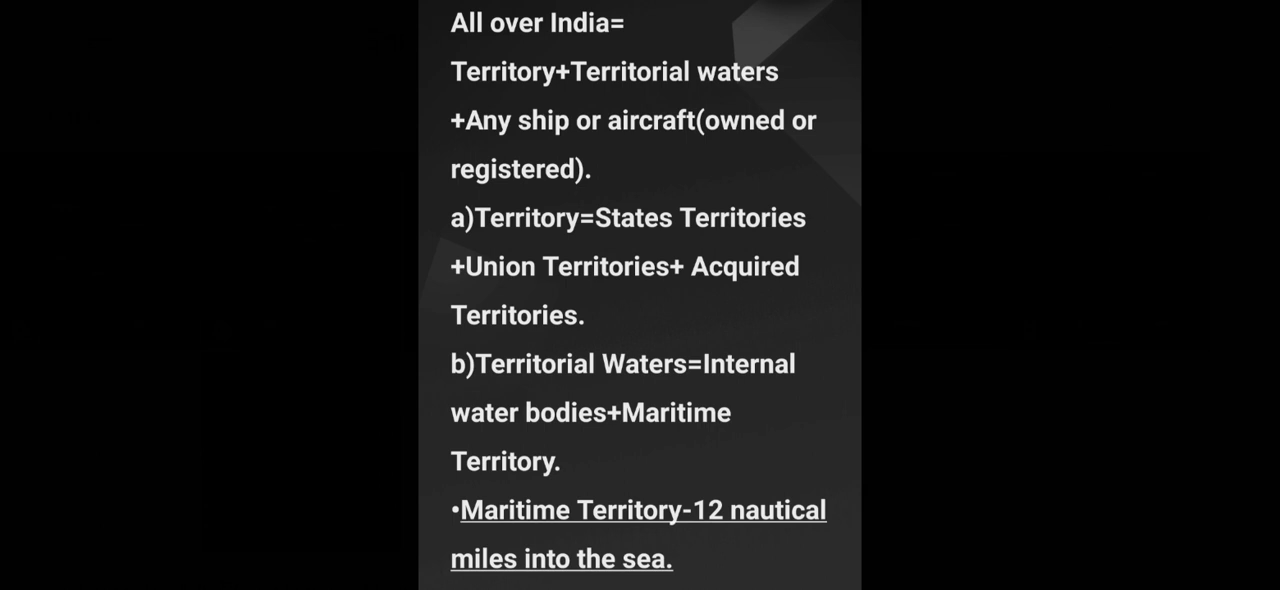 All over India=
Territory+Territorial waters
+Any ship or aircraft(owned or
registered).
a)Territory=States Territories
+Union Territories+ Acquired
Territories.
b)Territorial Waters=Internal
water bodies+Maritime
Territory.
•Maritime Territory-12 nautical
miles into the sea.